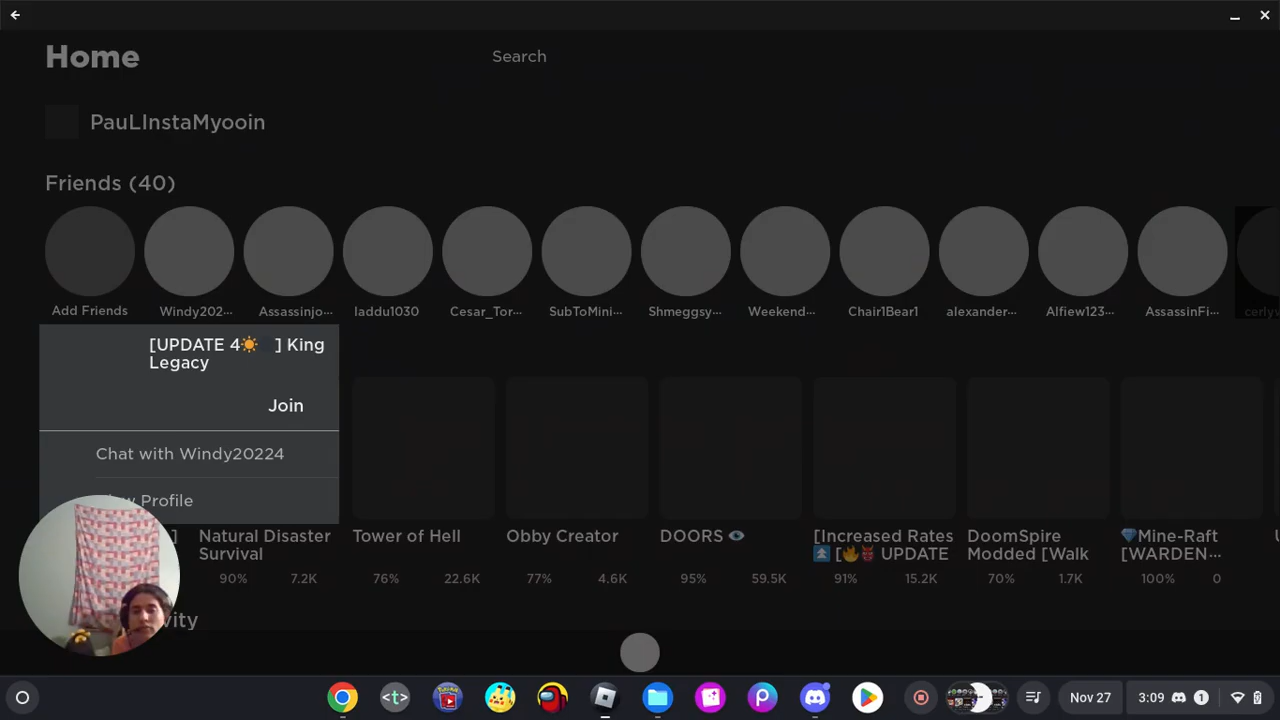 Home
Search
PauLInstaMyooin
Friends (40)
Add Friends
Windy202...
Assassinjo...
laddu1030
Cesar_Tor...
SubToMini...
Shmeggsy...
Weekend...
Chair1Bear1
alexander...
Alfiew123...
AssassinFi...
[UPDATE 4☀️ ] King
Legacy
Join
Chat with Windy20224
Profile
Natural Disaster
Survival
90% 7.2K
Tower of Hell
76% 22.6K
Obby Creator
77% 4.6K
DOORS 👁️
95% 59.5K
[Increased Rates
⏫ [🔥👹 UPDATE
91% 15.2K
DoomSpire
Modded [Walk
70% 1.7K
💎Mine-Raft
[WARDEN...
100% 0
<t>
Nov 27
3:09
1